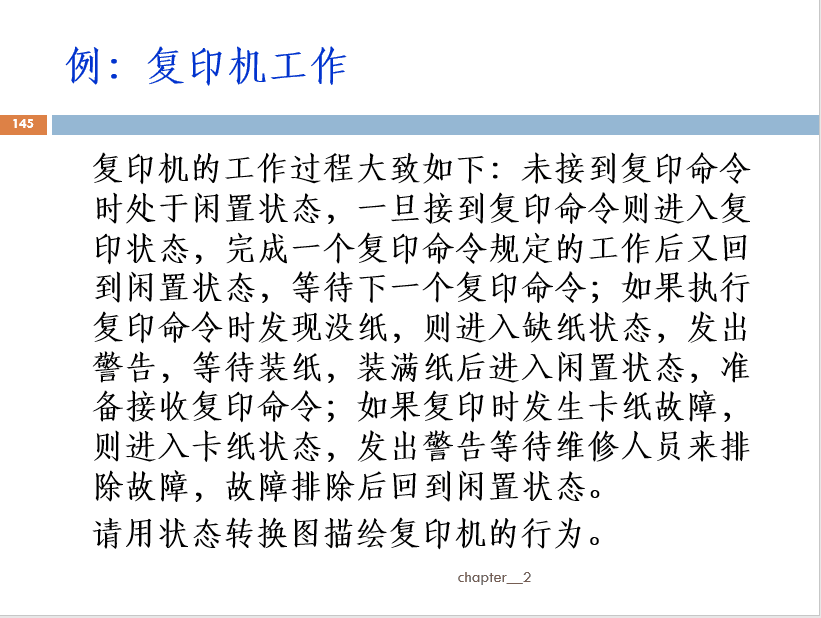 例：复印机工作
145
复印机的工作过程大致如下：未接到复印命令
时处于闲置状态，一旦接到复印命令则进入复
印状态，完成一个复印命令规定的工作后又回
到闲置状态，等待下一个复印命令；如果执行
复印命令时发现没纸，则进入缺纸状态，发出
警告，等待装纸，装满纸后进入闲置状态，准
备接收复印命令；如果复印时发生卡纸故障，
则进入卡纸状态，发出警告等待维修人员来排
除故障，故障排除后回到闲置状态。
请用状态转换图描绘复印机的行为。
chapter__2